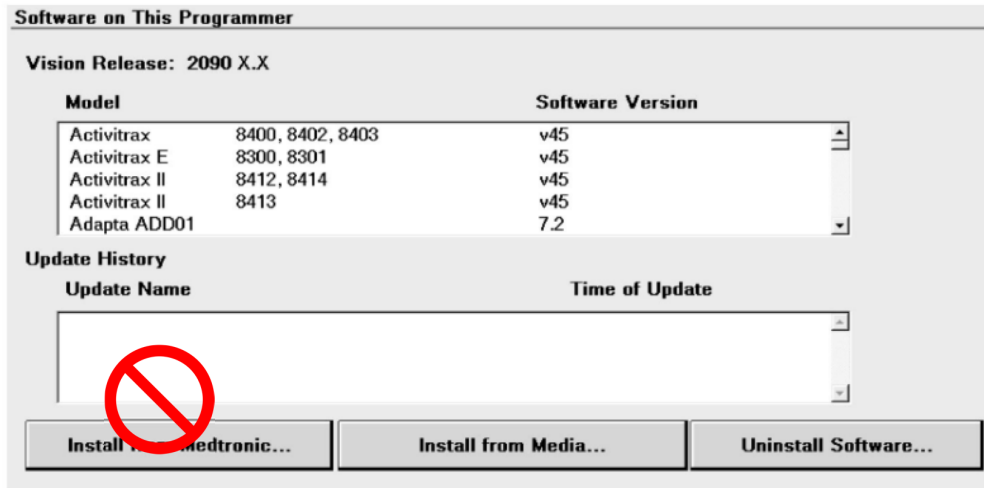 Software on This Programmer
Vision Release: 2090 X.X
Model Software Version
Activitrax 8400, 8402, 8403 v45
Activitrax E 8300, 8301 v45
Activitrax II 8412, 8414 v45
Activitrax II 8413 v45
Adapta ADD01 7.2
Update History
Update Name Time of Update
Install from Medtronic... Install from Media... Uninstall Software...